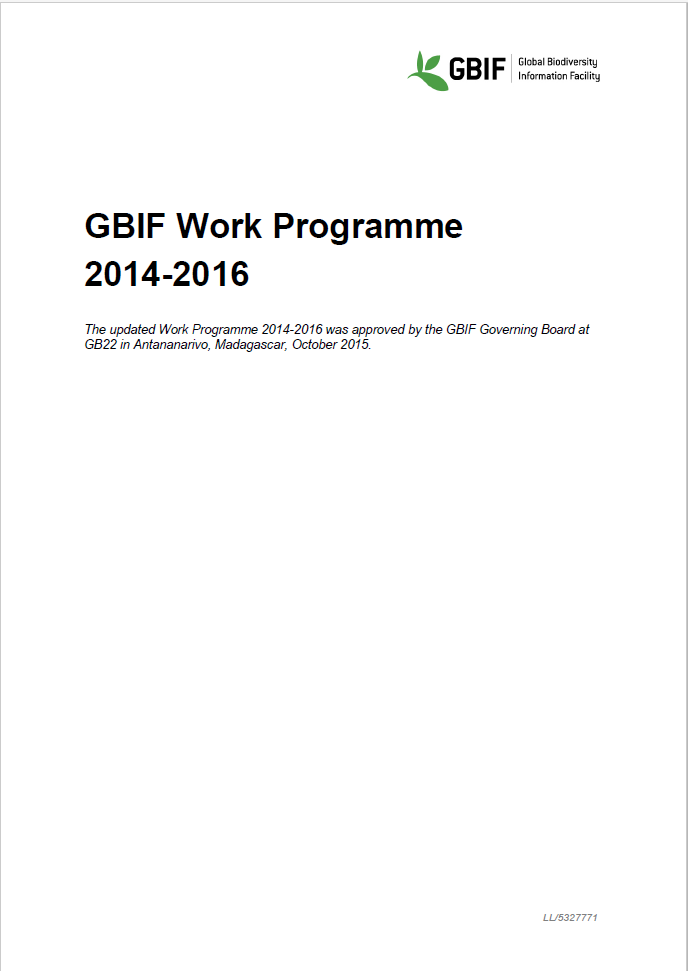 GBIF
Global Biodiversity
Information Facility
GBIF Work Programme
2014-2016
The updated Work Programme 2014-2016 was approved by the GBIF Governing Board at
GB22 in Antananarivo, Madagascar, October 2015.
LL/5327771